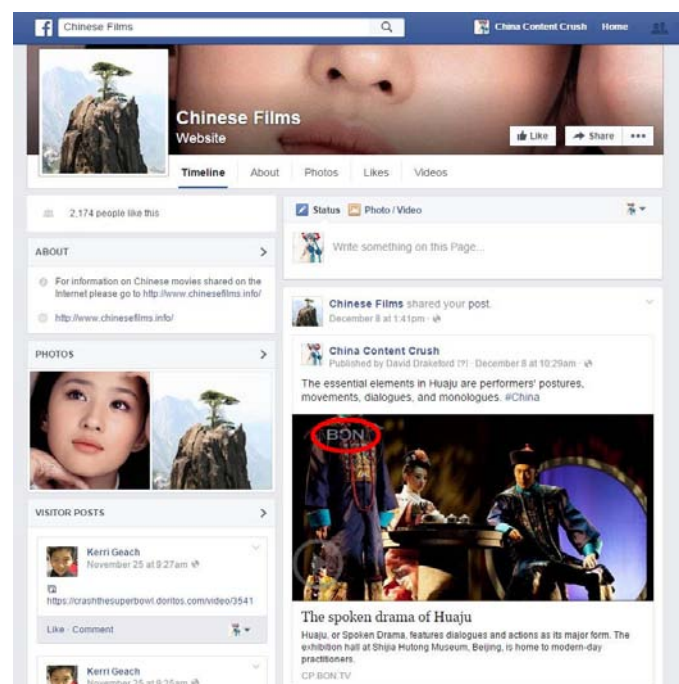 Chinese Films
China Content Crush Home
Chinese Films
Website
Like Share
Timeline About Photos Likes Videos
2,174 people like this
ABOUT
For information on Chinese movies shared on the
Internet please go to http://www.chinesefilms.info/
http://www.chinesefilms.info/
PHOTOS
VISITOR POSTS
Kerri Geach
November 25 at 9:27am
https://crashthesuperbowl.doritos.com/video/3541
Like · Comment
Kerri Geach
November 25 at 9:25am
Status Photo / Video
Write something on this Page...
Chinese Films shared your post.
December 8 at 1:41pm ·
China Content Crush
Published by David Drakeford [?] · December 8 at 10:29am ·
The essential elements in Huaju are performers' postures,
movements, dialogues, and monologues. #China
BON
The spoken drama of Huaju
Huaju, or Spoken Drama, features dialogues and actions as its major form. The
exhibition hall at Shijia Hutong Museum, Beijing, is home to modern-day
practitioners.
CP.BON.TV